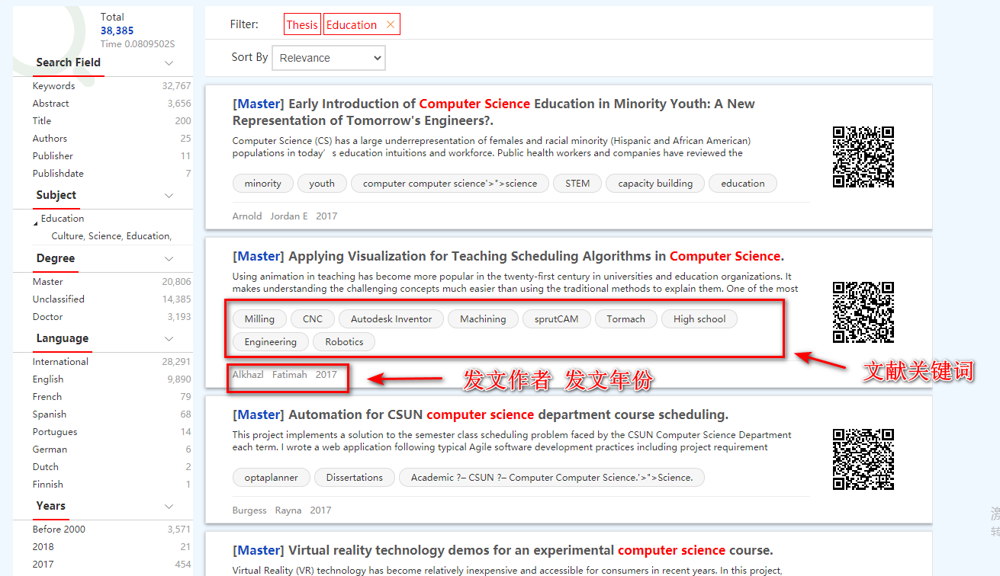 Total
38,385
Time 0.0809502S
Search Field
Keywords 32,767
Abstract 3,656
Title 200
Authors 25
Publisher 11
Publishdate 7
Subject
Education
Culture, Science, Education,
Degree
Master 20,806
Unclassified 14,385
Doctor 3,193
Language
International 28,291
English 9,890
French 79
Spanish 68
Portugues 14
German 6
Dutch 2
Finnish 1
Years
Before 2000 3,571
2018 21
2017 454
Filter: Thesis Education ×
Sort By Relevance
[Master] Early Introduction of Computer Science Education in Minority Youth: A New
Representation of Tomorrow's Engineers?.
Computer Science (CS) has a large underrepresentation of females and racial minority (Hispanic and African American)
populations in today’s education intuitions and workforce. Public health workers and companies have reviewed the
minority youth computer computer science'>">science STEM capacity building education
Arnold Jordan E 2017
[Master] Applying Visualization for Teaching Scheduling Algorithms in Computer Science.
Using animation in teaching has become more popular in the twenty-first century in universities and education organizations. It
makes understanding the challenging concepts much easier than using the traditional methods to explain them. One of the most
Milling CNC Autodesk Inventor Machining sprutCAM Tormach High school
Engineering Robotics
文献关键词
Alkhazl Fatimah 2017
发文作者 发文年份
[Master] Automation for CSUN computer science department course scheduling.
This project implements a solution to the semester class scheduling problem faced by the CSUN Computer Science Department
each term. I wrote a web application following typical Agile software development practices including project requirement
optaplanner Dissertations Academic ?– CSUN ?– Computer Computer Science.'>">Science.
Burgess Rayna 2017
[Master] Virtual reality technology demos for an experimental computer science course.
Virtual Reality (VR) technology has become relatively inexpensive and accessible for consumers in recent years. In this project,